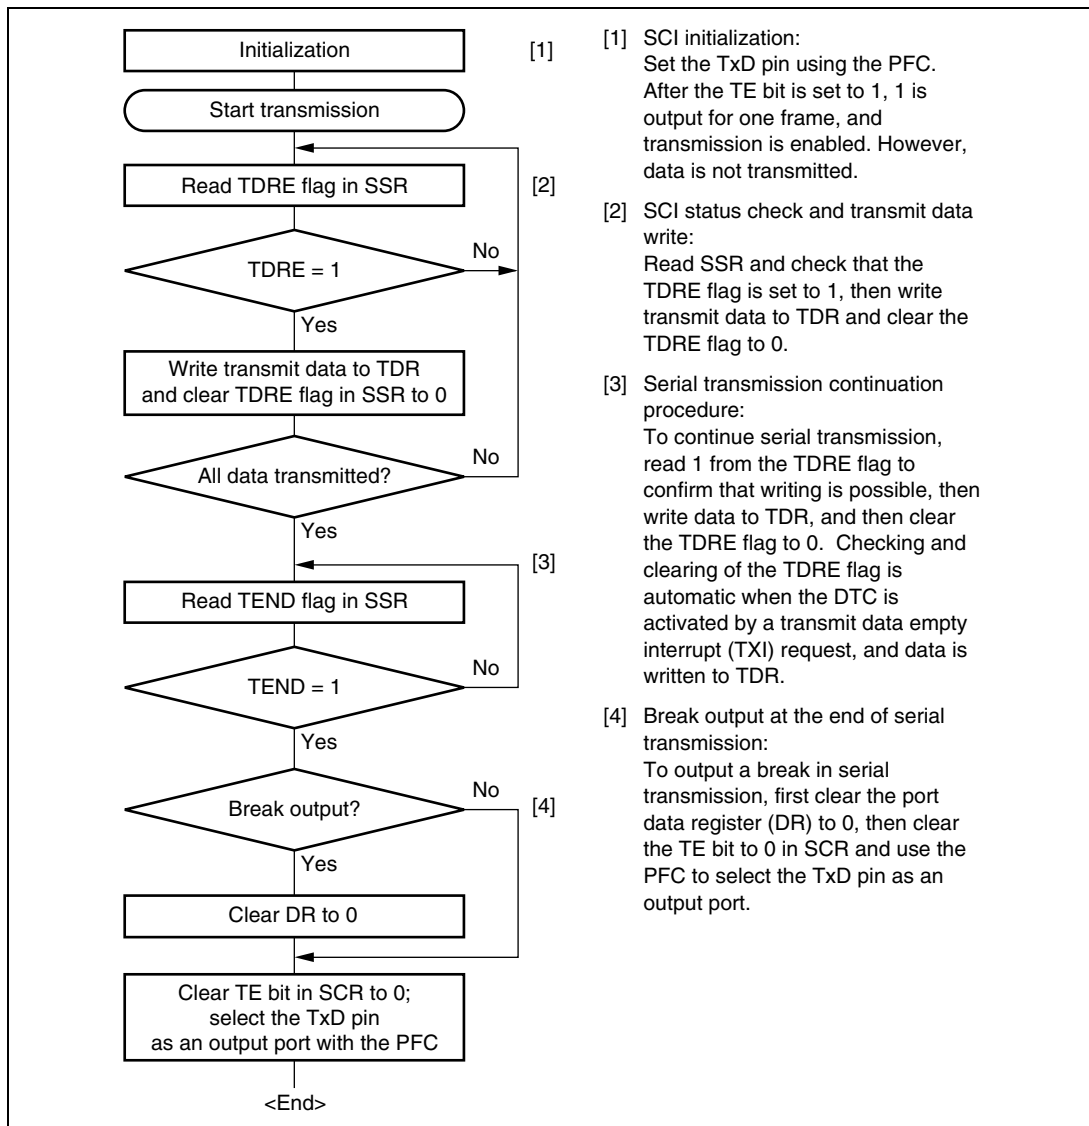 Initialization
[1]
Start transmission
Read TDRE flag in SSR
[2]
TDRE = 1
No
Yes
Write transmit data to TDR
and clear TDRE flag in SSR to 0
All data transmitted?
No
Yes
[3]
Read TEND flag in SSR
TEND = 1
No
Yes
Break output?
No
[4]
Yes
Clear DR to 0
Clear TE bit in SCR to 0;
select the TxD pin
as an output port with the PFC
<End>
[1] SCI initialization:
Set the TxD pin using the PFC.
After the TE bit is set to 1, 1 is
output for one frame, and
transmission is enabled. However,
data is not transmitted.
[2] SCI status check and transmit data
write:
Read SSR and check that the
TDRE flag is set to 1, then write
transmit data to TDR and clear the
TDRE flag to 0.
[3] Serial transmission continuation
procedure:
To continue serial transmission,
read 1 from the TDRE flag to
confirm that writing is possible, then
write data to TDR, and then clear
the TDRE flag to 0.  Checking and
clearing of the TDRE flag is
automatic when the DTC is
activated by a transmit data empty
interrupt (TXI) request, and data is
written to TDR.
[4] Break output at the end of serial
transmission:
To output a break in serial
transmission, first clear the port
data register (DR) to 0, then clear
the TE bit to 0 in SCR and use the
PFC to select the TxD pin as an
output port.